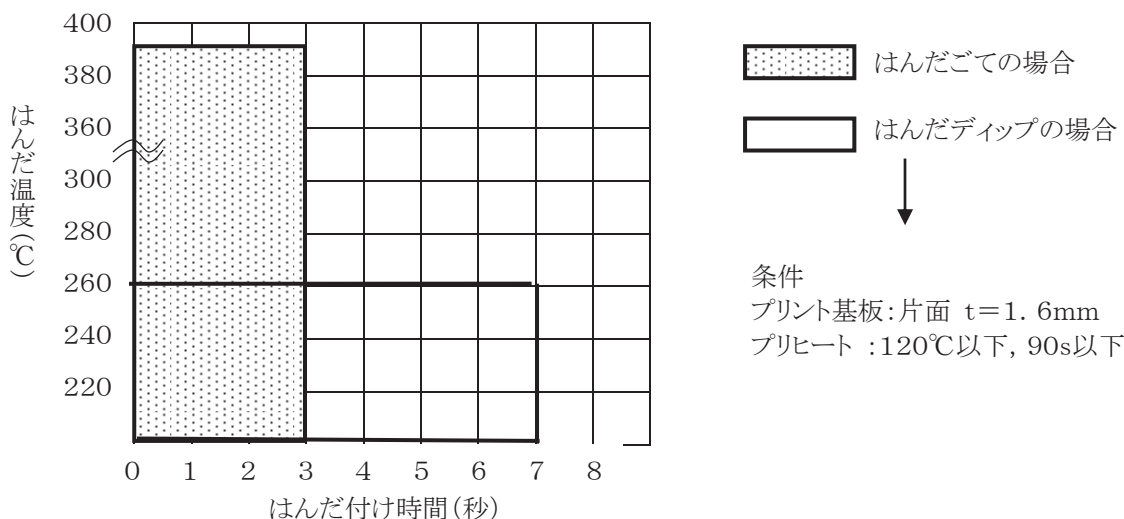 400
380
360
300
280
260
240
220
0 1 2 3 4 5 6 7 8
はんだ温度(℃)
はんだ付け時間(秒)
はんだごての場合
はんだディップの場合
条件
プリント基板:片面 t=1.6mm
プリヒート :120℃以下,90s以下